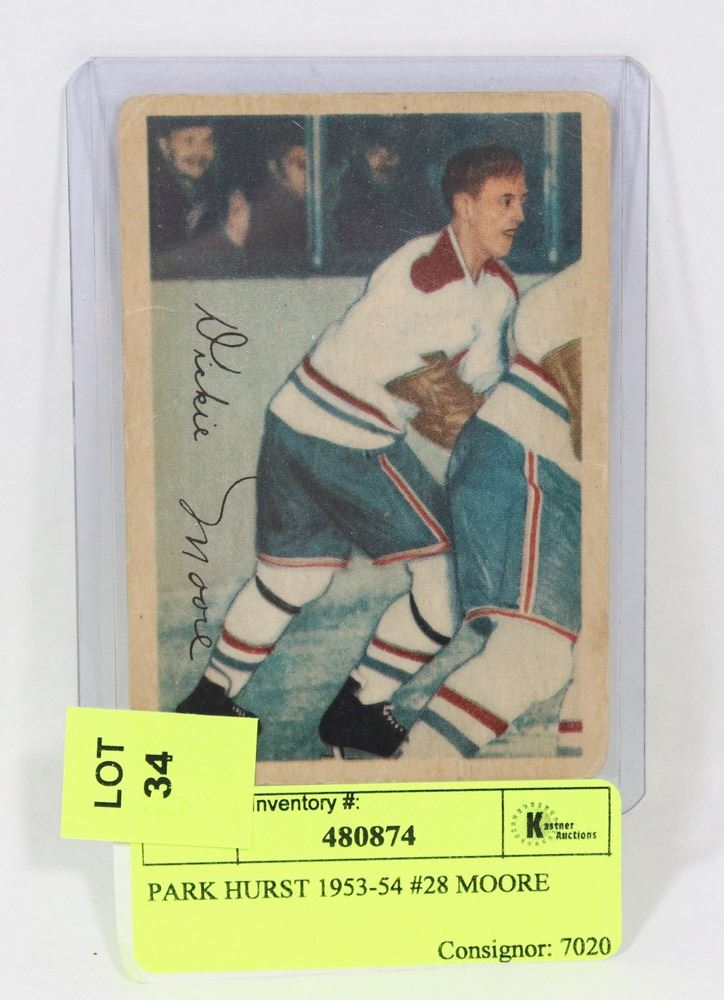 Dickie Moore
LOT 34
Inventory #:
480874
Kastner Auctions
PARK HURST 1953-54 #28 MOORE
Consignor: 7020